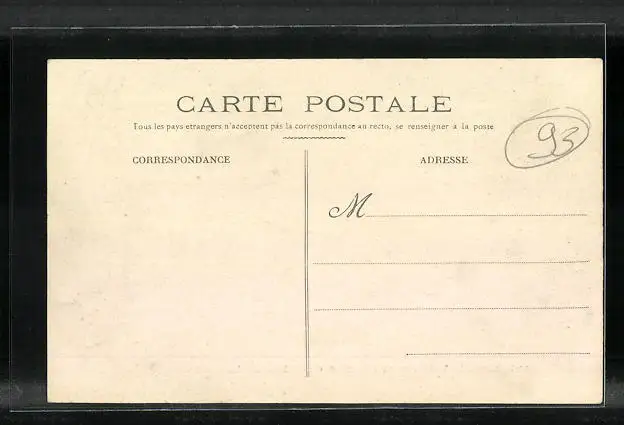 CARTE POSTALE
Tous les pays etrangers n'acceptent pas la correspondance au recto, se renseigner a la poste
93
CORRESPONDANCE
ADRESSE
M